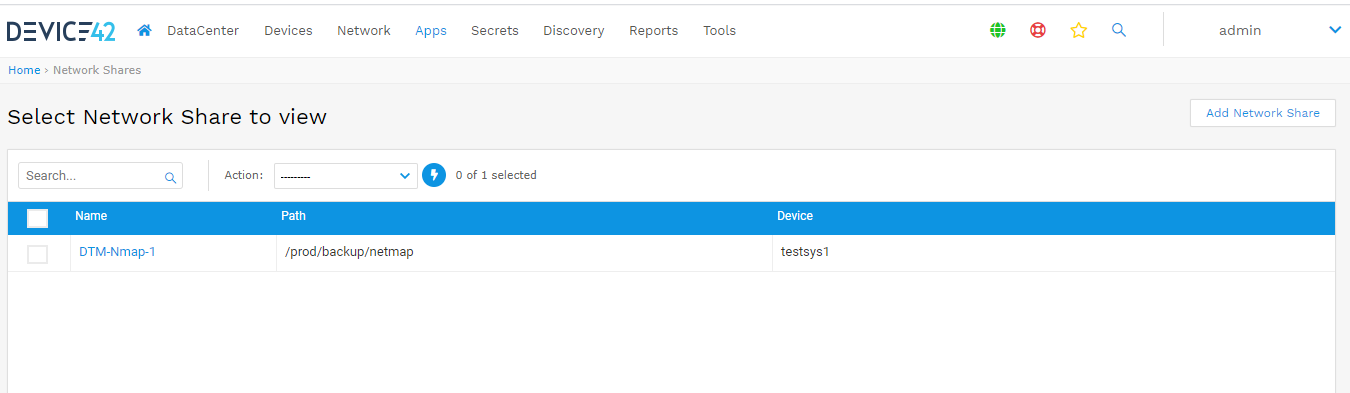 DEVICE42 DataCenter Devices Network Apps Secrets Discovery Reports Tools admin
Home › Network Shares
Select Network Share to view
Add Network Share
Search... Action: --------- 0 of 1 selected
Name Path Device
DTM-Nmap-1 /prod/backup/netmap testsys1